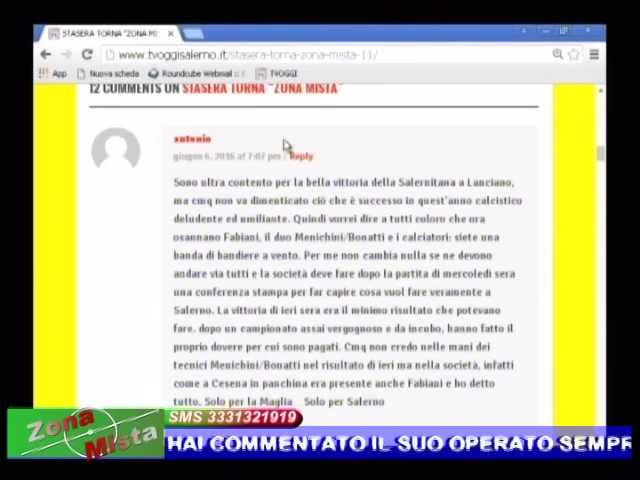 STASERA TORNA "ZONA MI
www.tvoggisalerno.it/stasera-torna-zona-mista-11/
App Nuova scheda Roundcube Webmail :: TVOGGI
12 COMMENTS ON STASERA TORNA "ZONA MISTA"
antonio
giugno 6, 2016 at 7:07 pm / Reply
Sono ultra contento per la bella vittoria della Salernitana a Lanciano,
ma cmq non va dimenticato ciò che è successo in quest'anno calcistico
deludente ed umiliante. Quindi vorrei dire a tutti coloro che ora
osannano Fabiani, il duo Menichini/Bonatti e i calciatori: siete una
banda di bandiere a vento. Per me non cambia nulla se ne devono
andare via tutti e la società deve fare dopo la partita di mercoledi sera
una conferenza stampa per far capire cosa vuol fare veramente a
Salerno. La vittoria di ieri sera era il minimo risultato che potevano
fare. dopo un campionato assai vergognoso e da incubo, hanno fatto il
proprio dovere per cui sono pagati. Cmq non credo nelle mani dei
tecnici Menichini/Bonatti nel risultato di ieri ma nella società, infatti
come a Cesena in panchina era presente anche Fabiani e ho detto
tutto. Solo per la Maglia... Solo per Salerno
Zona Mista
SMS 3331321919
HAI COMMENTATO IL SUO OPERATO SEMPR